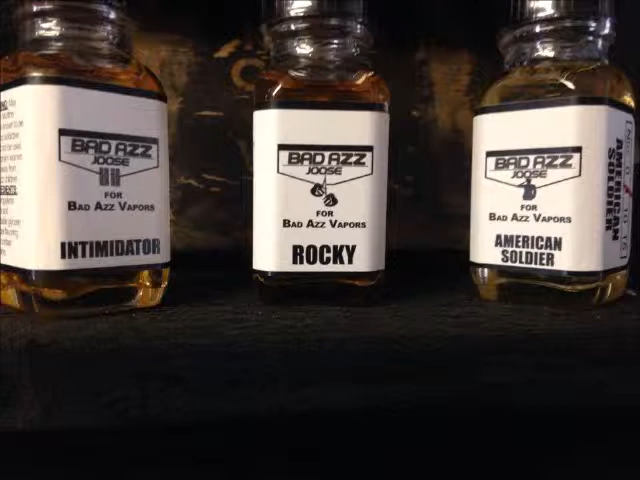 BAD AZZ
JOOSE
FOR
BAD AZZ VAPORS
INTIMIDATOR
BAD AZZ
JOOSE
FOR
BAD AZZ VAPORS
ROCKY
BAD AZZ
JOOSE
FOR
BAD AZZ VAPORS
AMERICAN
SOLDIER
AMERICAN
SOLDIER